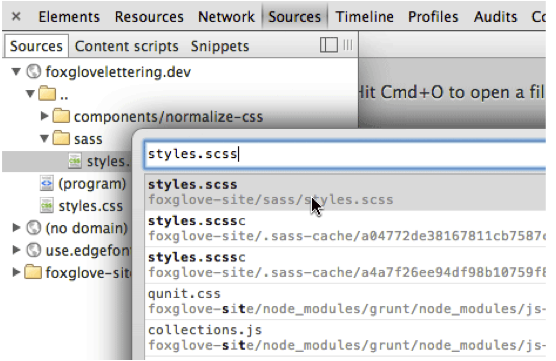 × Elements Resources Network Sources Timeline Profiles Audits
Sources Content scripts Snippets
foxglovelettering.dev
..
Hit Cmd+O to open a fil
components/normalize-css
sass
styles.
styles.scss
(program)
styles.scss
foxglove-site/sass/styles.scss
styles.css
styles.scssc
(no domain)
foxglove-site/.sass-cache/a04772de38167811cb7587
use.edgefon
styles.scssc
foxglove-sit
foxglove-site/.sass-cache/a4a7f26ee94df98b10759f8
qunit.css
foxglove-site/node_modules/grunt/node_modules/js-
collections.js
foxglove-site/node_modules/grunt/node_modules/js-